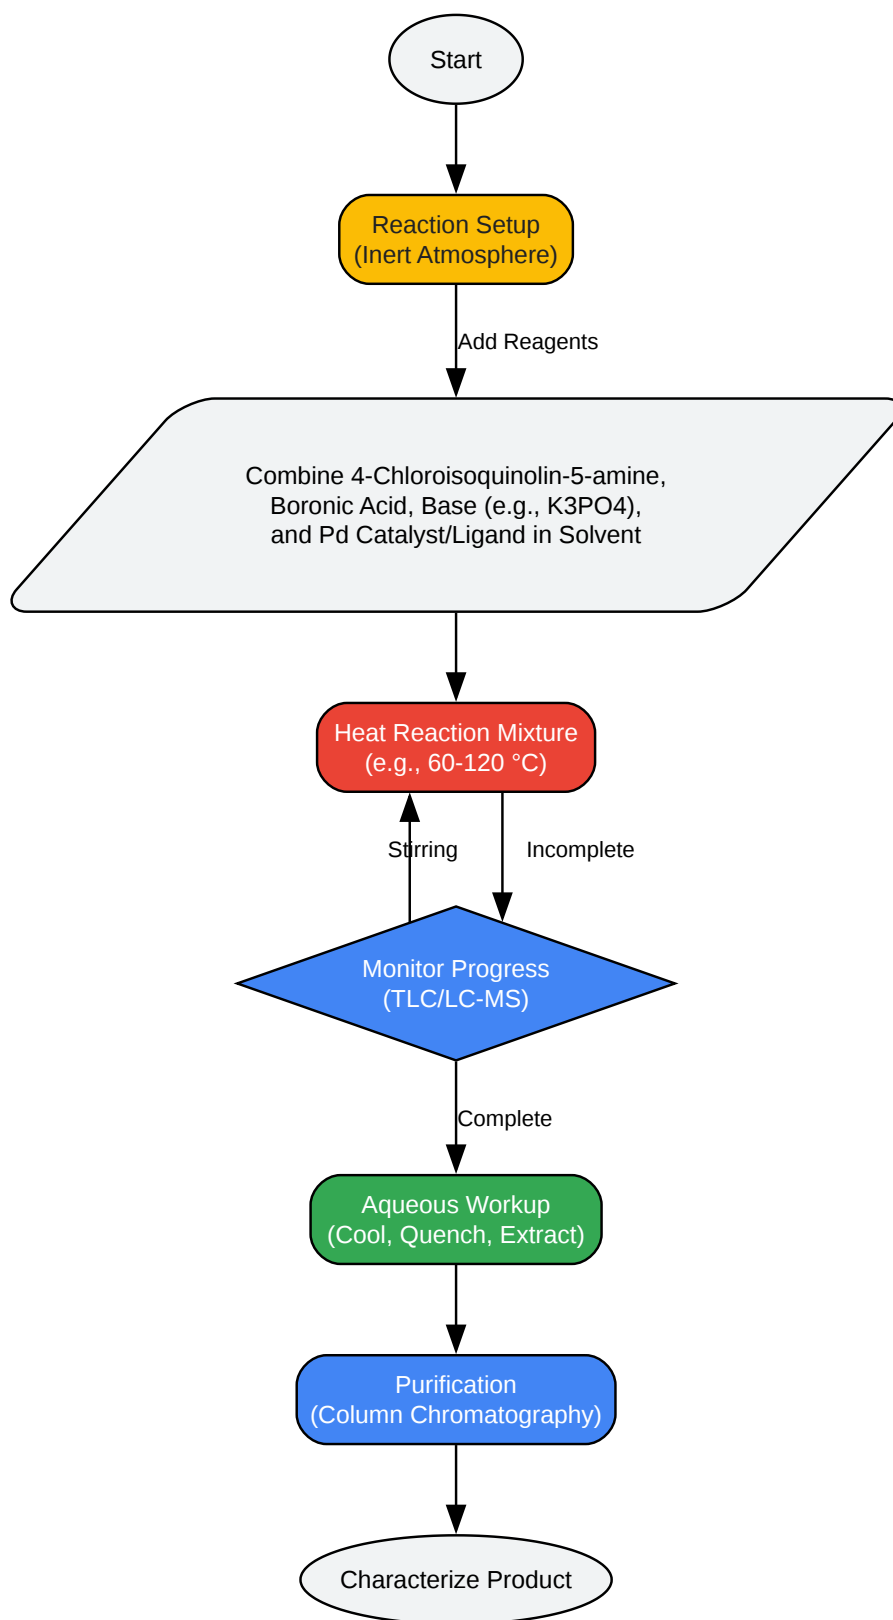 Start
Reaction Setup
(Inert Atmosphere)
Add Reagents
Combine 4-Chloroisoquinolin-5-amine,
Boronic Acid, Base (e.g., K3PO4),
and Pd Catalyst/Ligand in Solvent
Heat Reaction Mixture
(e.g., 60-120 °C)
Stirring
Incomplete
Monitor Progress
(TLC/LC-MS)
Complete
Aqueous Workup
(Cool, Quench, Extract)
Purification
(Column Chromatography)
Characterize Product